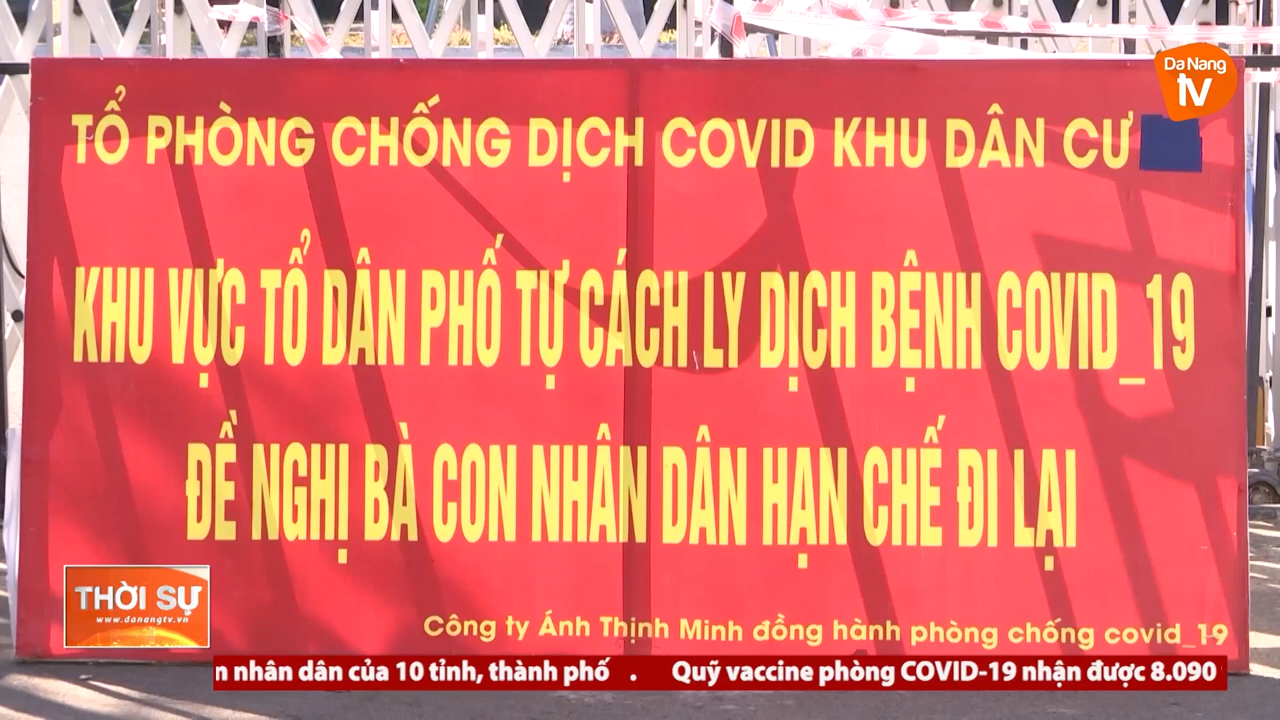 Da Nang
tv
TỔ PHÒNG CHỐNG DỊCH COVID KHU DÂN CƯ
KHU VỰC TỔ DÂN PHỐ TỰ CÁCH LY DỊCH BỆNH COVID_19
ĐỀ NGHỊ BÀ CON NHÂN DÂN HẠN CHẾ ĐI LẠI
THỜI SỰ
www.danangtv.vn
Công ty Ánh Thịnh Minh đồng hành phòng chống covid_19
n nhân dân của 10 tỉnh, thành phố . Quỹ vaccine phòng COVID-19 nhận được 8.090